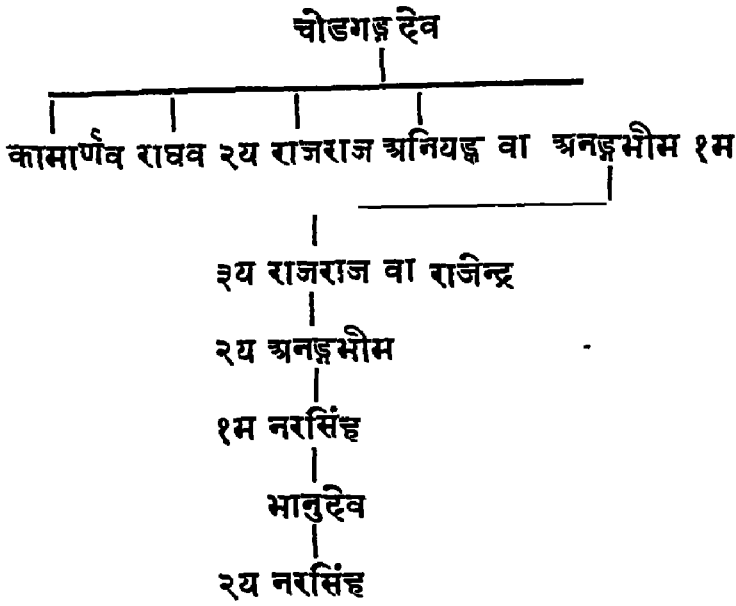 चोडगङ्ग देव
कामार्णव राघव २य राजराज अनियङ्क वा अनङ्गभीम १म
३य राजराज वा राजेन्द्र
२य अनङ्गभीम
१म नरसिंह
भानुदेव
२य नरसिंह